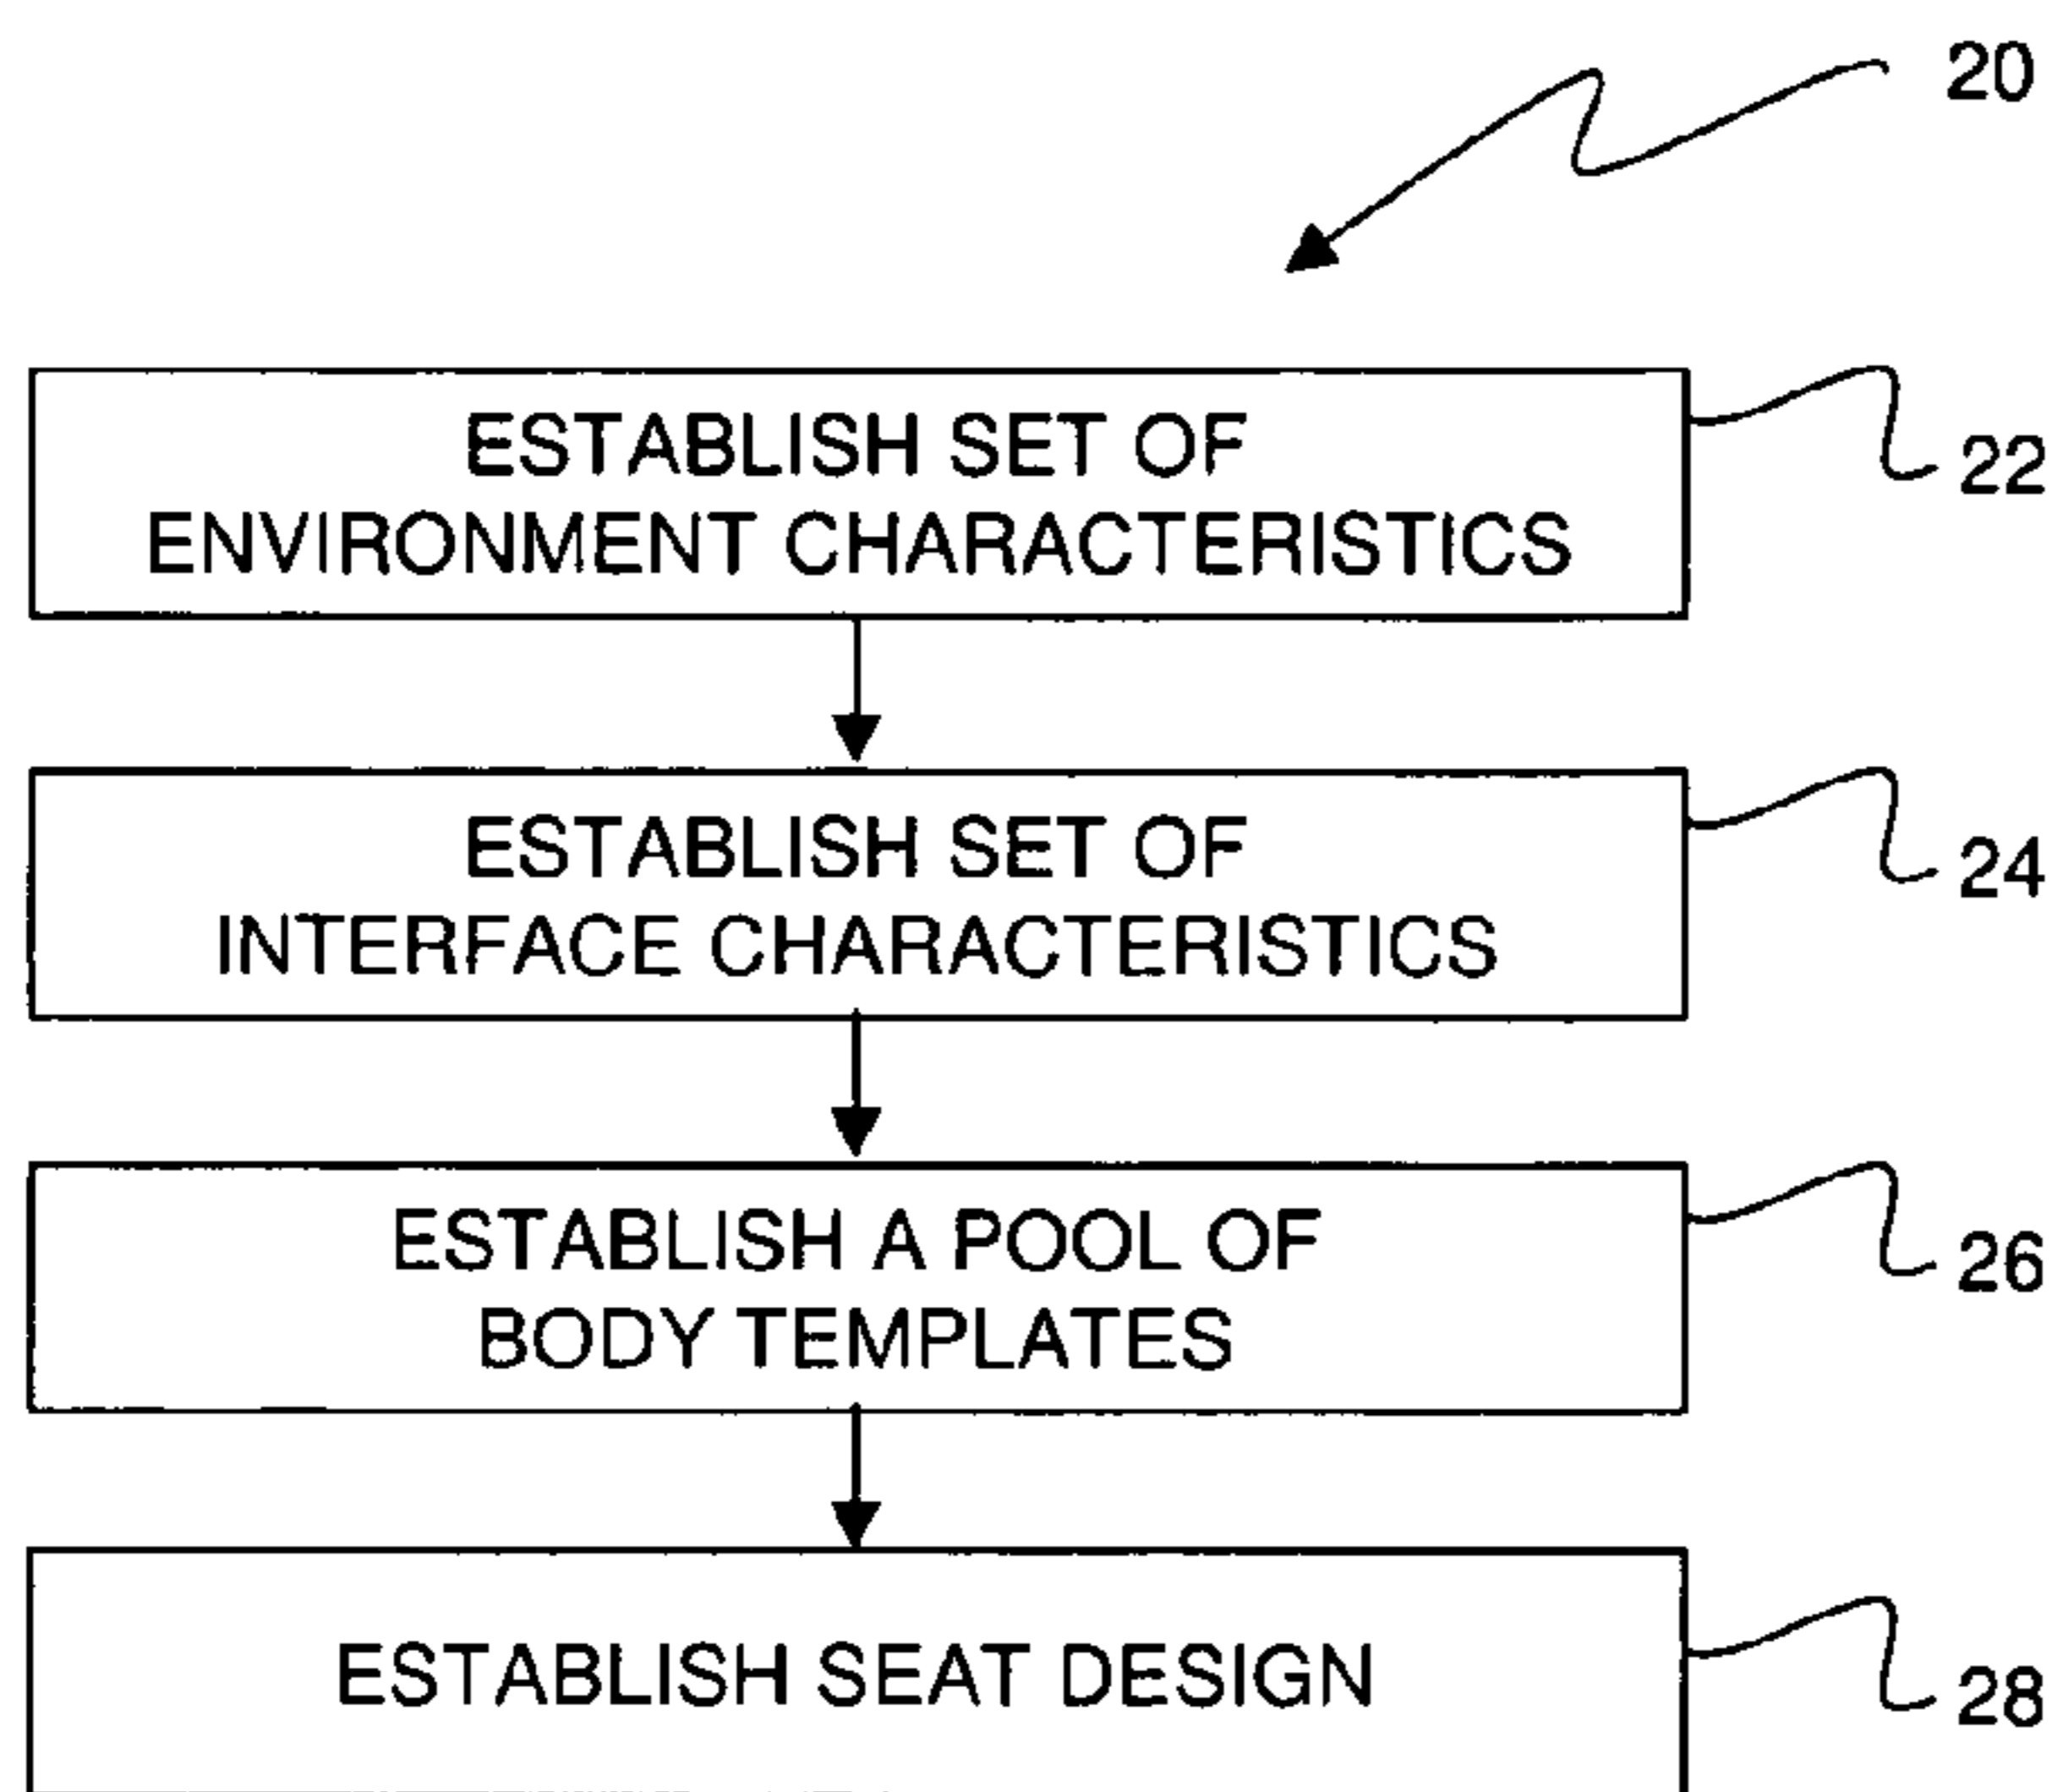 20
ESTABLISH SET OF
ENVIRONMENT CHARACTERISTICS
22
ESTABLISH SET OF
INTERFACE CHARACTERISTICS
24
ESTABLISH A POOL OF
BODY TEMPLATES
26
ESTABLISH SEAT DESIGN
28